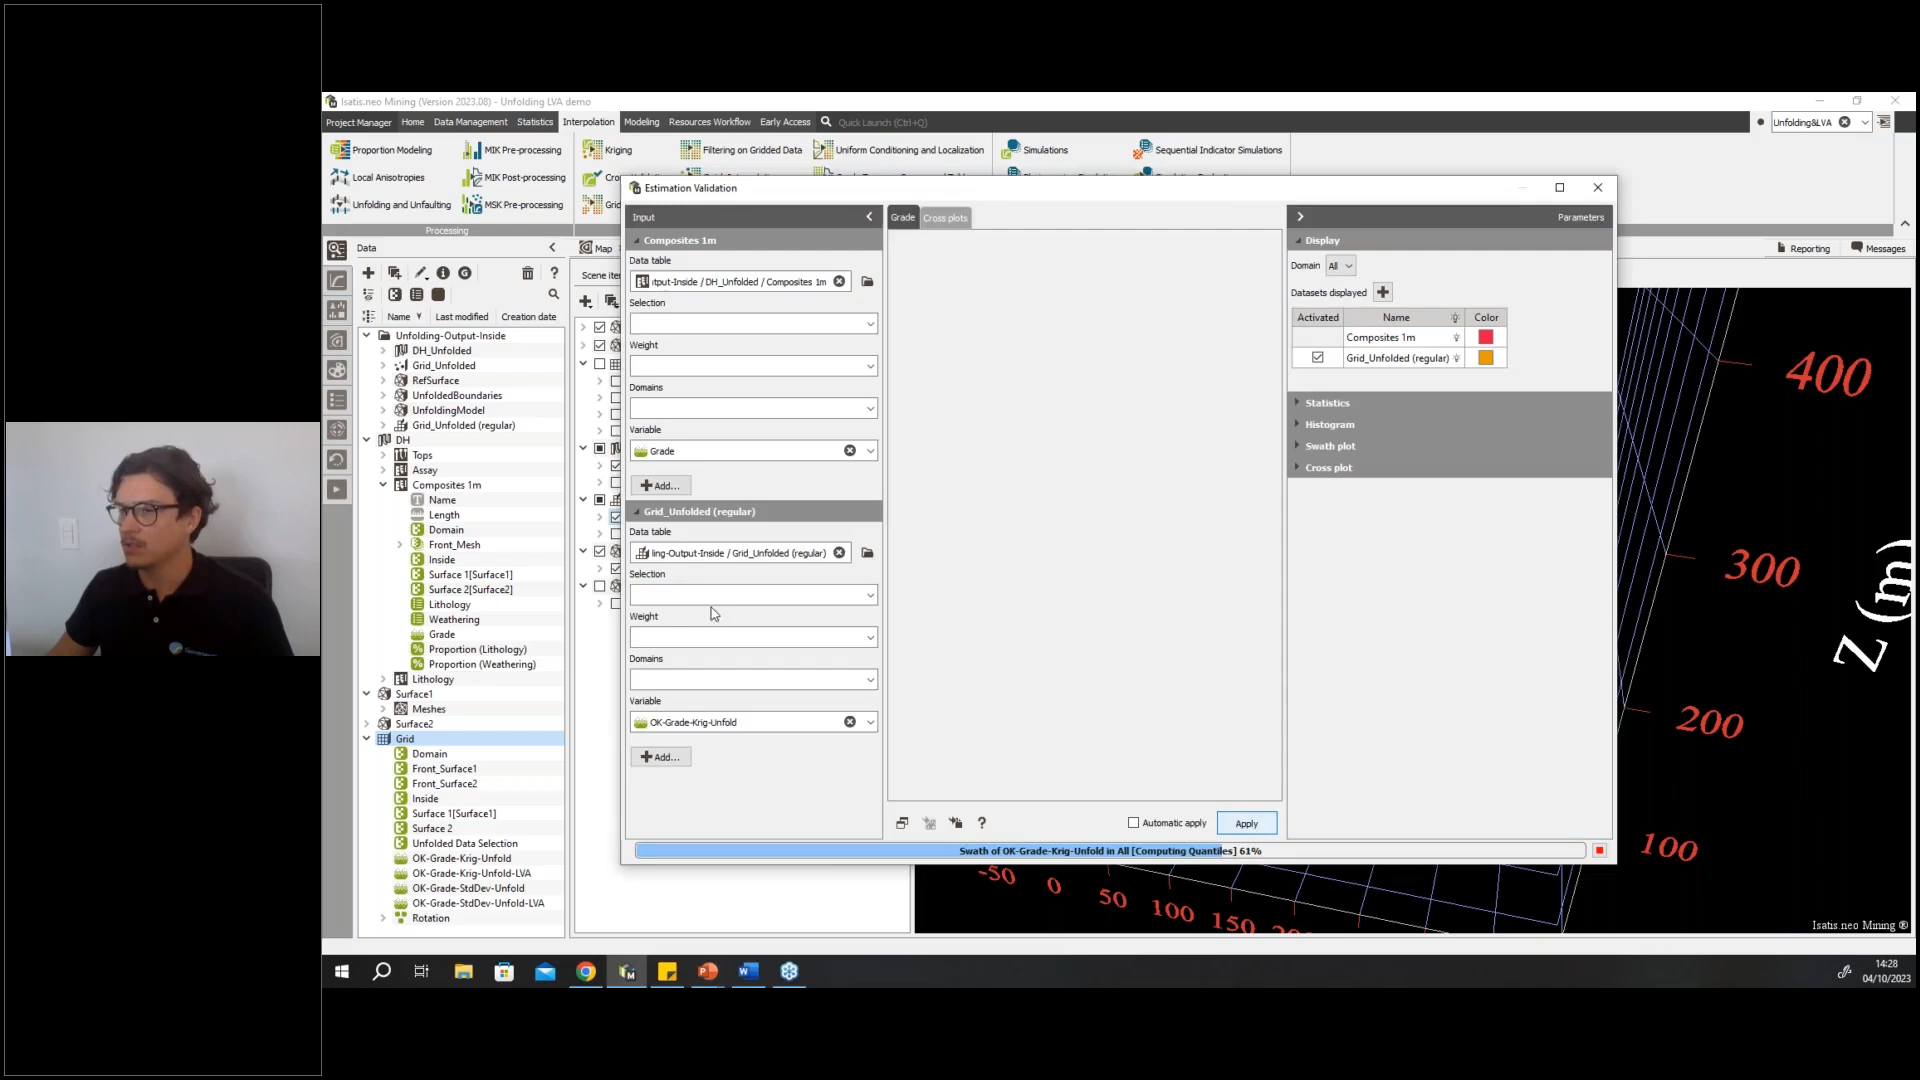 Isatis.neo Mining (Version 2023.08) - Unfolding LVA demo
Project Manager Home Data Management Statistics Interpolation Modeling Resources Workflow Early Access Quick Launch (Ctrl+Q) Unfolding&LVA
Proportion Modeling MIK Pre-processing Kriging Filtering on Gridded Data Uniform Conditioning and Localization Simulations Sequential Indicator Simulations
Local Anisotropies MIK Post-processing
Unfolding and Unfaulting MSK Pre-processing
Processing
Estimation Validation
Data
Map
Reporting Messages
Scene
Name Last modified Creation date
Unfolding-Output-Inside
DH_Unfolded
Grid_Unfolded
RefSurface
UnfoldedBoundaries
UnfoldingModel
Grid_Unfolded (regular)
DH
Tops
Assay
Composites 1m
Name
Length
Domain
Front_Mesh
Inside
Surface 1[Surface1]
Surface 2[Surface2]
Lithology
Weathering
Grade
Proportion (Lithology)
Proportion (Weathering)
Lithology
Surface1
Meshes
Surface2
Grid
Domain
Front_Surface1
Front_Surface2
Inside
Surface 1[Surface1]
Surface 2
Unfolded Data Selection
OK-Grade-Krig-Unfold
OK-Grade-Krig-Unfold-LVA
OK-Grade-StdDev-Unfold
OK-Grade-StdDev-Unfold-LVA
Rotation
Input
Composites 1m
Data table
itput-Inside / DH_Unfolded / Composites 1m
Selection
Weight
Domains
Variable
Grade
Add...
Grid_Unfolded (regular)
Data table
ling-Output-Inside / Grid_Unfolded (regular)
Selection
Weight
Domains
Variable
OK-Grade-Krig-Unfold
Add...
Grade Cross plots
Automatic apply Apply
Swath of OK-Grade-Krig-Unfold in All [Computing Quantiles] 61%
Parameters
Display
Domain All
Datasets displayed
Activated Name Color
Composites 1m
Grid_Unfolded (regular)
Statistics
Histogram
Swath plot
Cross plot
400
300
200
100
Z (m)
-50 0 50 100 150
Isatis.neo Mining ®
14:28
04/10/2023